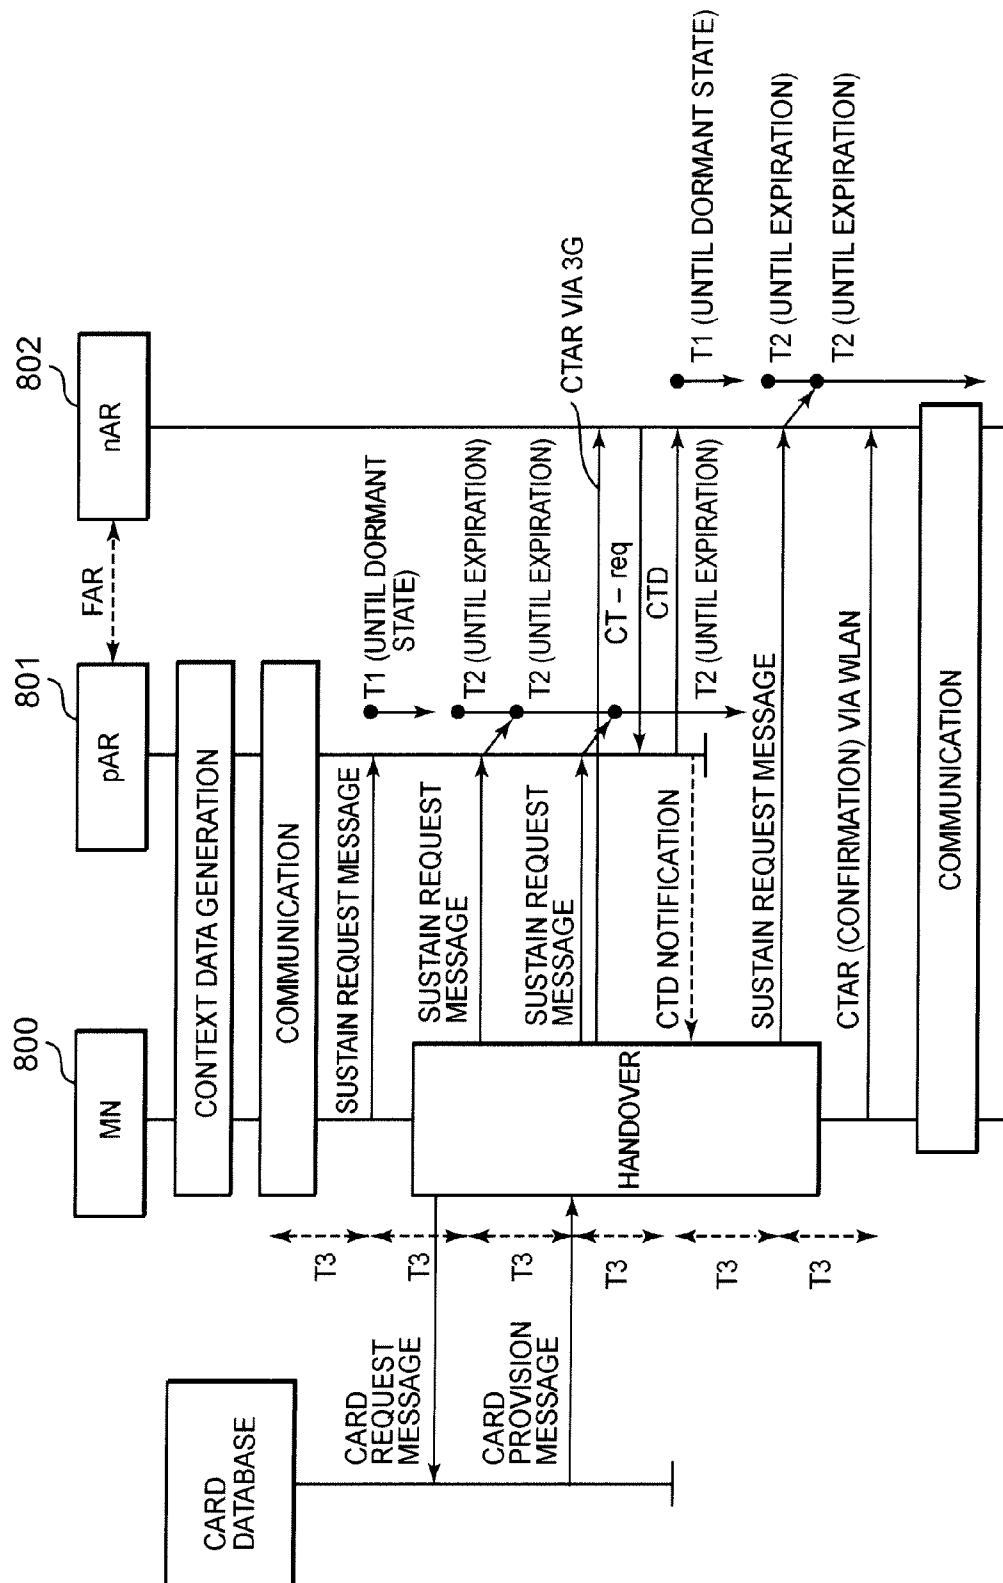 800
MN
801
pAR
FAR
802
nAR
CARD
DATABASE
CONTEXT DATA GENERATION
COMMUNICATION
SUSTAIN REQUEST MESSAGE
T1 (UNTIL DORMANT
STATE)
CARD
REQUEST
MESSAGE
SUSTAIN REQUEST
MESSAGE
T2 (UNTIL EXPIRATION)
T2 (UNTIL EXPIRATION)
CARD
PROVISION
MESSAGE
SUSTAIN REQUEST
MESSAGE
CTAR VIA 3G
CT – req
CTD
HANDOVER
T1 (UNTIL DORMANT STATE)
CTD NOTIFICATION
T2 (UNTIL EXPIRATION)
T2 (UNTIL EXPIRATION)
SUSTAIN REQUEST MESSAGE
T2 (UNTIL EXPIRATION)
CTAR (CONFIRMATION) VIA WLAN
COMMUNICATION
T3
T3
T3
T3
T3
T3